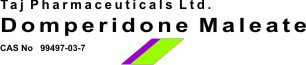 Taj Pharmaceuticals Ltd.
Domperidone Maleate
CAS No 99497-03-7